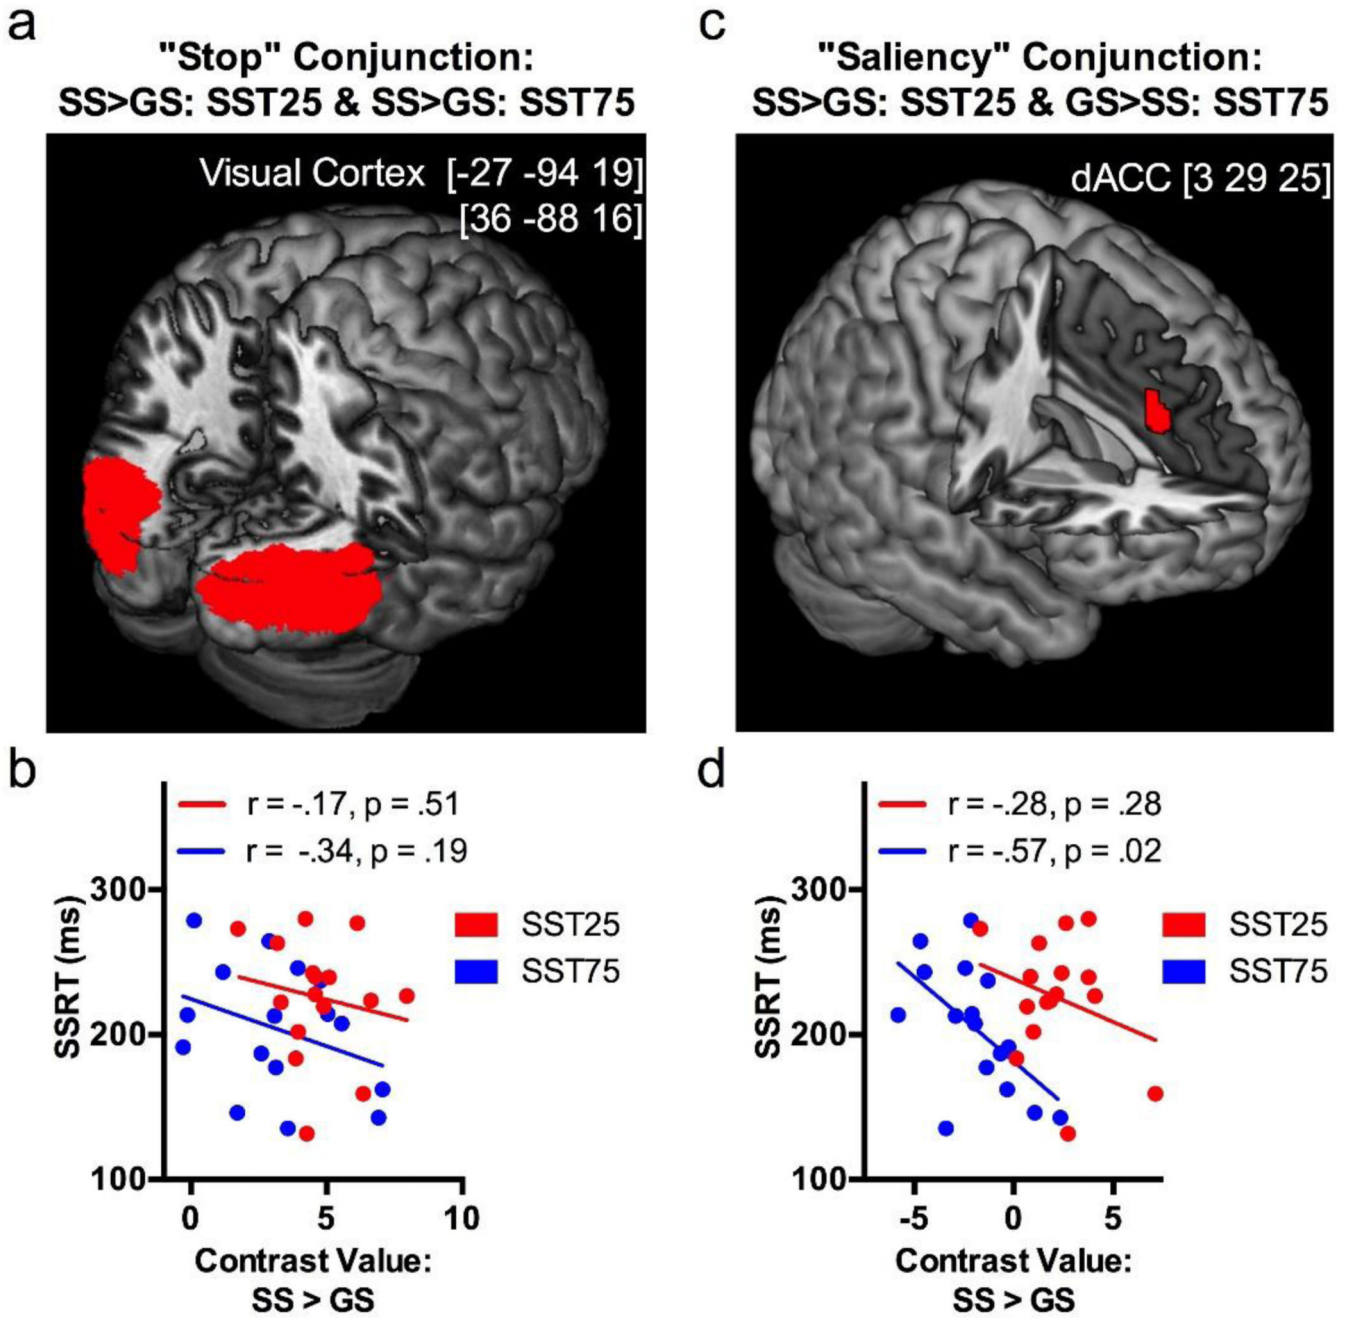 a
"Stop" Conjunction:
SS>GS: SST25 & SS>GS: SST75
Visual Cortex [-27 -94 19]
[36 -88 16]
c
"Saliency" Conjunction:
SS>GS: SST25 & GS>SS: SST75
dACC [3 29 25]
b
r = -.17, p = .51
r = -.34, p = .19
300
200
100
SSRT (ms)
SST25
SST75
0 5 10
Contrast Value:
SS > GS
d
r = -.28, p = .28
r = -.57, p = .02
300
200
100
SSRT (ms)
SST25
SST75
-5 0 5
Contrast Value:
SS > GS